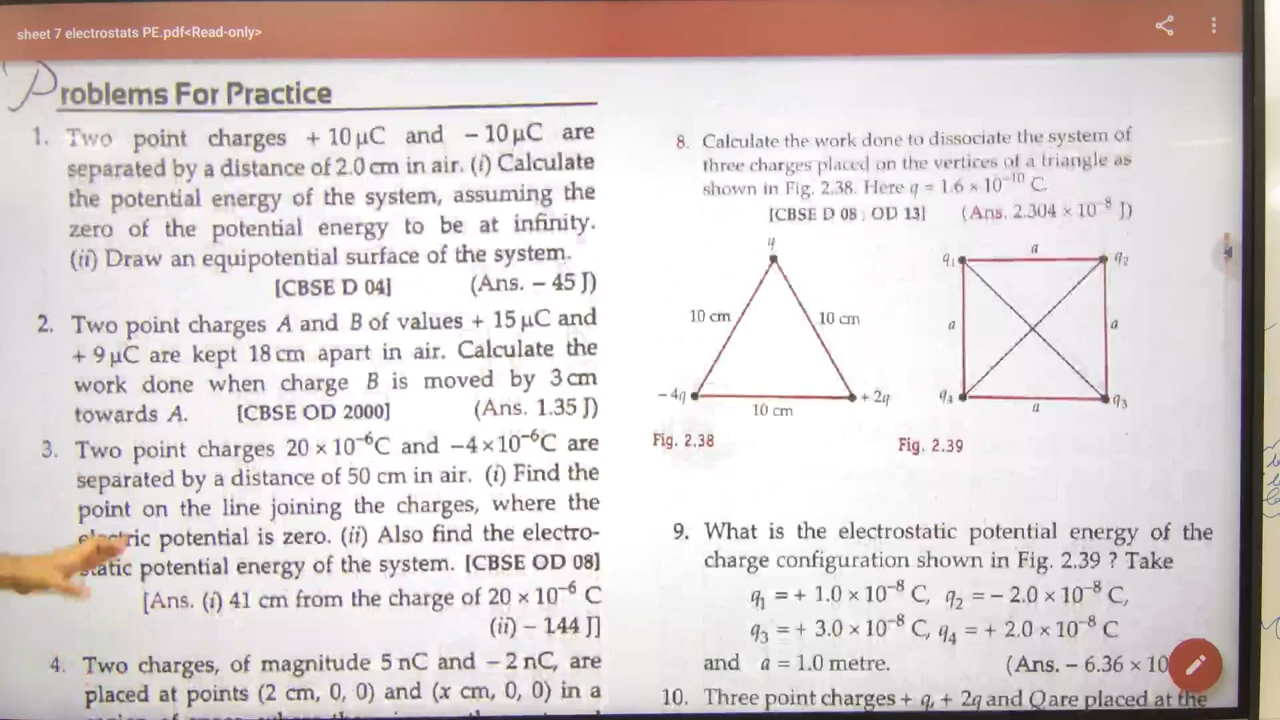 sheet 7 electrostats PE.pdf<Read-only>
Problems For Practice
1. Two point charges + 10 μC and − 10 μC are
separated by a distance of 2.0 cm in air. (i) Calculate
the potential energy of the system, assuming the
zero of the potential energy to be at infinity.
(ii) Draw an equipotential surface of the system.
[CBSE D 04] (Ans. − 45 J)
2. Two point charges A and B of values + 15 μC and
+ 9 μC are kept 18 cm apart in air. Calculate the
work done when charge B is moved by 3 cm
towards A. [CBSE OD 2000] (Ans. 1.35 J)
3. Two point charges 20 × 10⁻⁶C and −4×10⁻⁶C are
separated by a distance of 50 cm in air. (i) Find the
point on the line joining the charges, where the
electric potential is zero. (ii) Also find the electro-
static potential energy of the system. [CBSE OD 08]
[Ans. (i) 41 cm from the charge of 20 × 10⁻⁶ C
(ii) − 144 J]
4. Two charges, of magnitude 5 nC and − 2 nC, are
placed at points (2 cm, 0, 0) and (x cm, 0, 0) in a
8. Calculate the work done to dissociate the system of
three charges placed on the vertices of a triangle as
shown in Fig. 2.38. Here q = 1.6 × 10⁻¹⁰ C.
[CBSE D 08 ; OD 13] (Ans. 2.304 × 10⁻⁸ J)
q
10 cm 10 cm
− 4q + 2q
10 cm
Fig. 2.38
a
q₁ q₂
a a
q₄ q₃
a
Fig. 2.39
9. What is the electrostatic potential energy of the
charge configuration shown in Fig. 2.39 ? Take
q₁ = + 1.0 × 10⁻⁸ C, q₂ = − 2.0 × 10⁻⁸ C,
q₃ = + 3.0 × 10⁻⁸ C, q₄ = + 2.0 × 10⁻⁸ C
and a = 1.0 metre. (Ans. − 6.36 × 10
10. Three point charges + q, + 2q and Q are placed at the